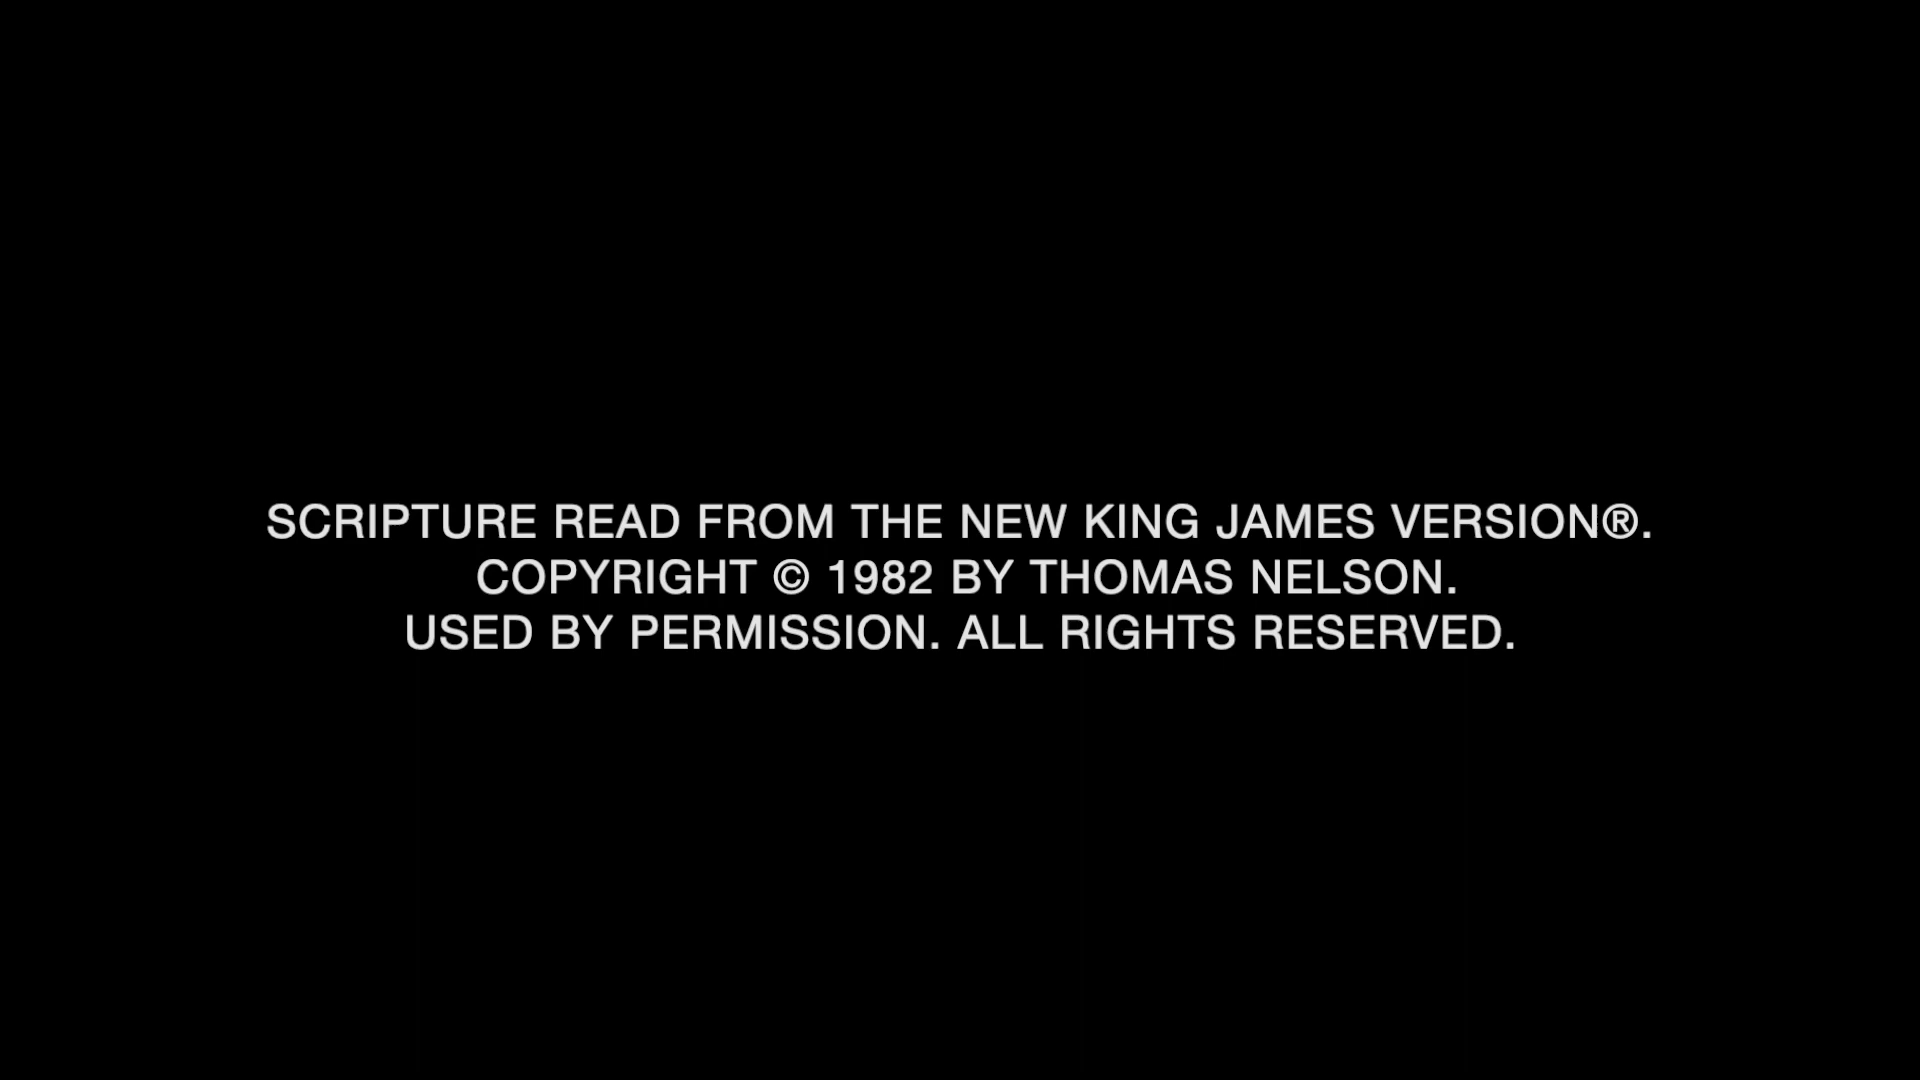 SCRIPTURE READ FROM THE NEW KING JAMES VERSION®.
COPYRIGHT © 1982 BY THOMAS NELSON.
USED BY PERMISSION. ALL RIGHTS RESERVED.